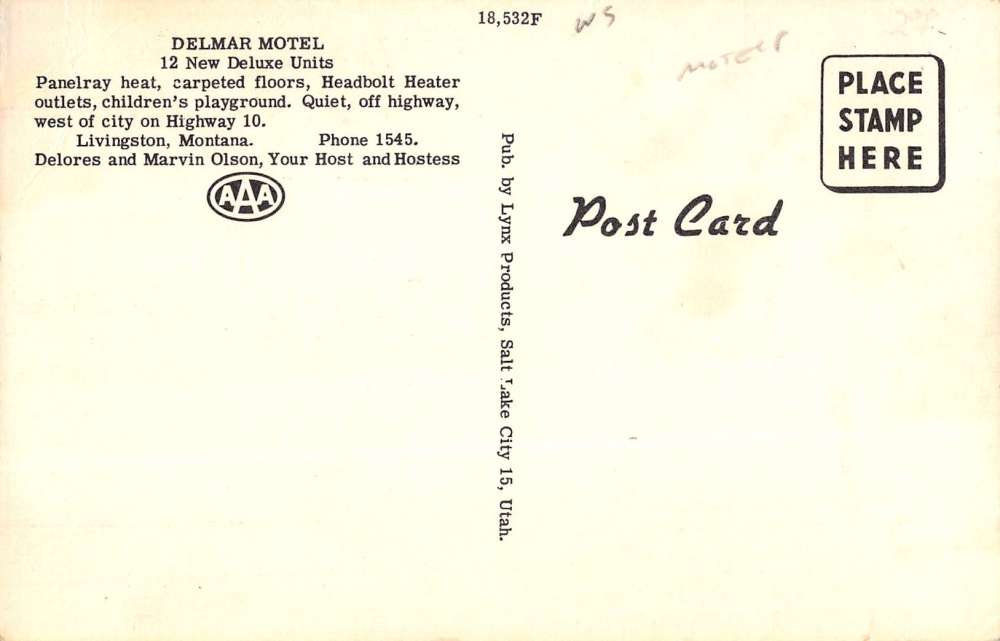 18,532F
WS
MOTELS
DELMAR MOTEL
12 New Deluxe Units
Panelray heat, carpeted floors, Headbolt Heater
outlets, children's playground. Quiet, off highway,
west of city on Highway 10.
Livingston, Montana. Phone 1545.
Delores and Marvin Olson, Your Host and Hostess
AAA
Pub. by Lynx Products, Salt Lake City 15, Utah.
Post Card
PLACE
STAMP
HERE